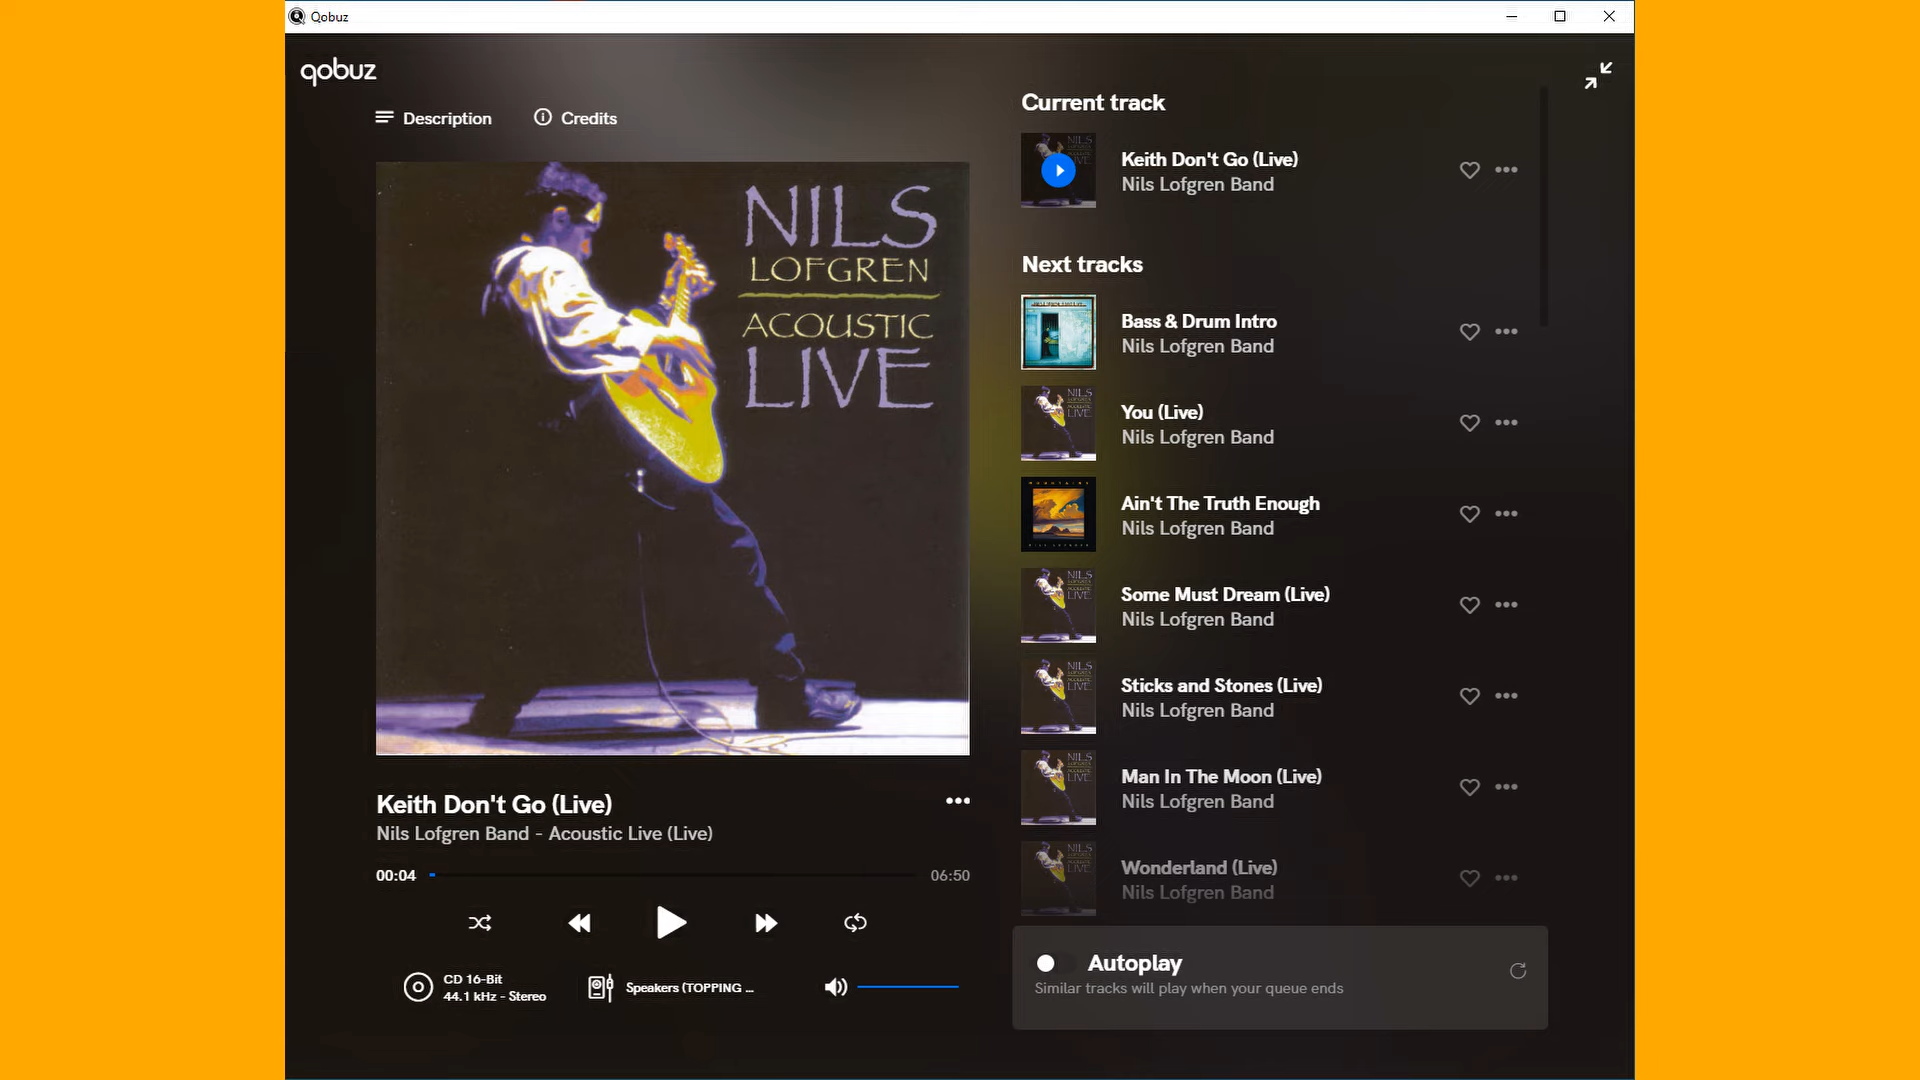 Qobuz
qobuz
Description
Credits
NILS
LOFGREN
ACOUSTIC
LIVE
Keith Don't Go (Live)
Nils Lofgren Band - Acoustic Live (Live)
00:04
06:50
CD 16-Bit
44.1 kHz - Stereo
Speakers (TOPPING ...
Current track
Keith Don't Go (Live)
Nils Lofgren Band
Next tracks
Bass & Drum Intro
Nils Lofgren Band
You (Live)
Nils Lofgren Band
Ain't The Truth Enough
Nils Lofgren Band
Some Must Dream (Live)
Nils Lofgren Band
Sticks and Stones (Live)
Nils Lofgren Band
Man In The Moon (Live)
Nils Lofgren Band
Wonderland (Live)
Nils Lofgren Band
Autoplay
Similar tracks will play when your queue ends